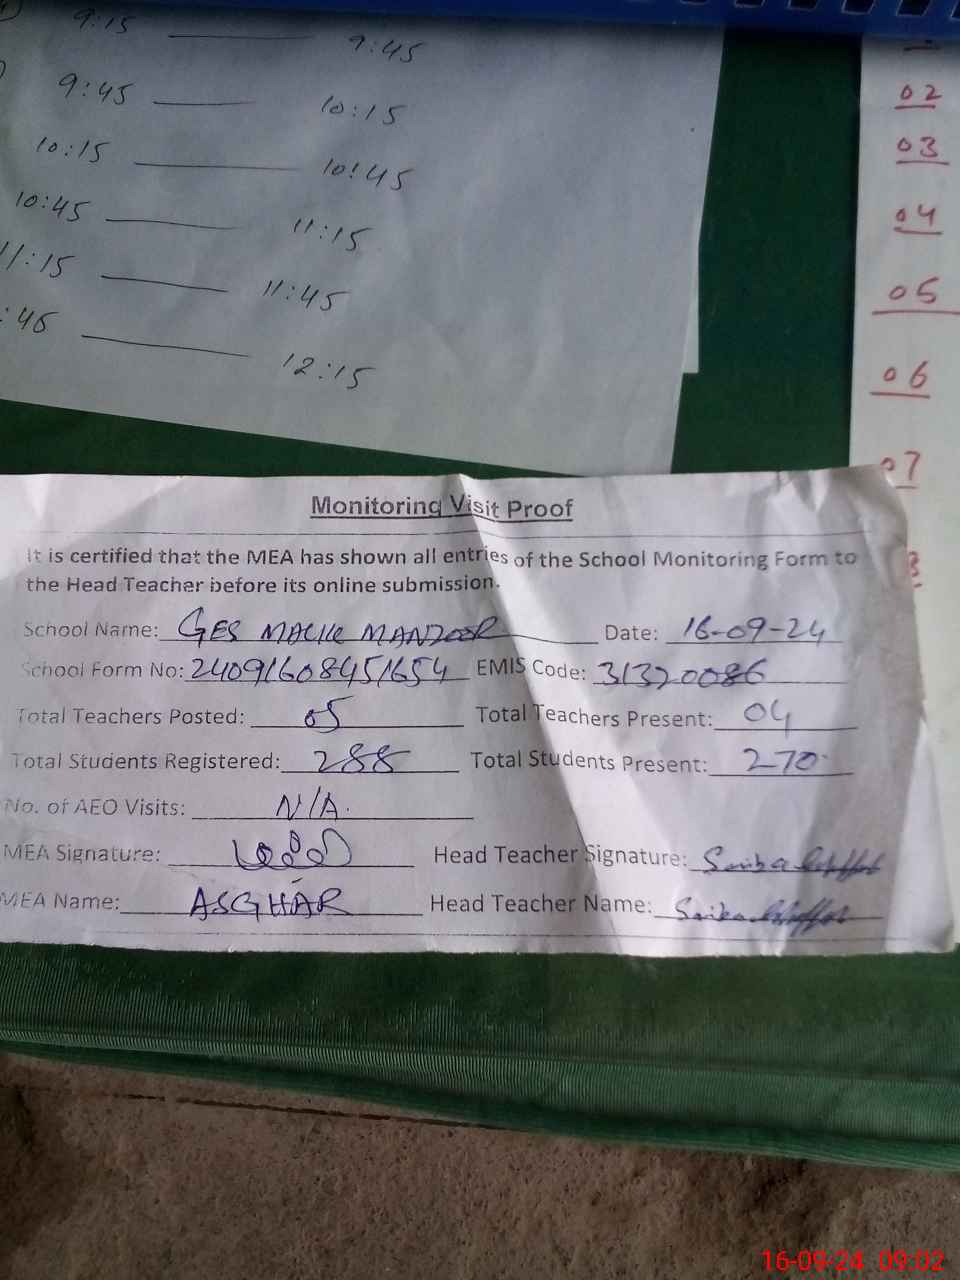 9:15 9:45
9:45 10:15
10:15 10:45
10:45 11:15
11:15 11:45
:45 12:15
02
03
04
05
06
07
Monitoring Visit Proof
It is certified that the MEA has shown all entries of the School Monitoring Form to
the Head Teacher before its online submission.
School Name: GES MALIK MANZOOR Date: 16-09-24
School Form No: 24091608451654 EMIS Code: 31320086
Total Teachers Posted: 05 Total Teachers Present: 04
Total Students Registered: 288 Total Students Present: 270
No. of AEO Visits: N/A.
MEA Signature: Head Teacher Signature:
MEA Name: ASGHAR Head Teacher Name:
16-09-24 09:02